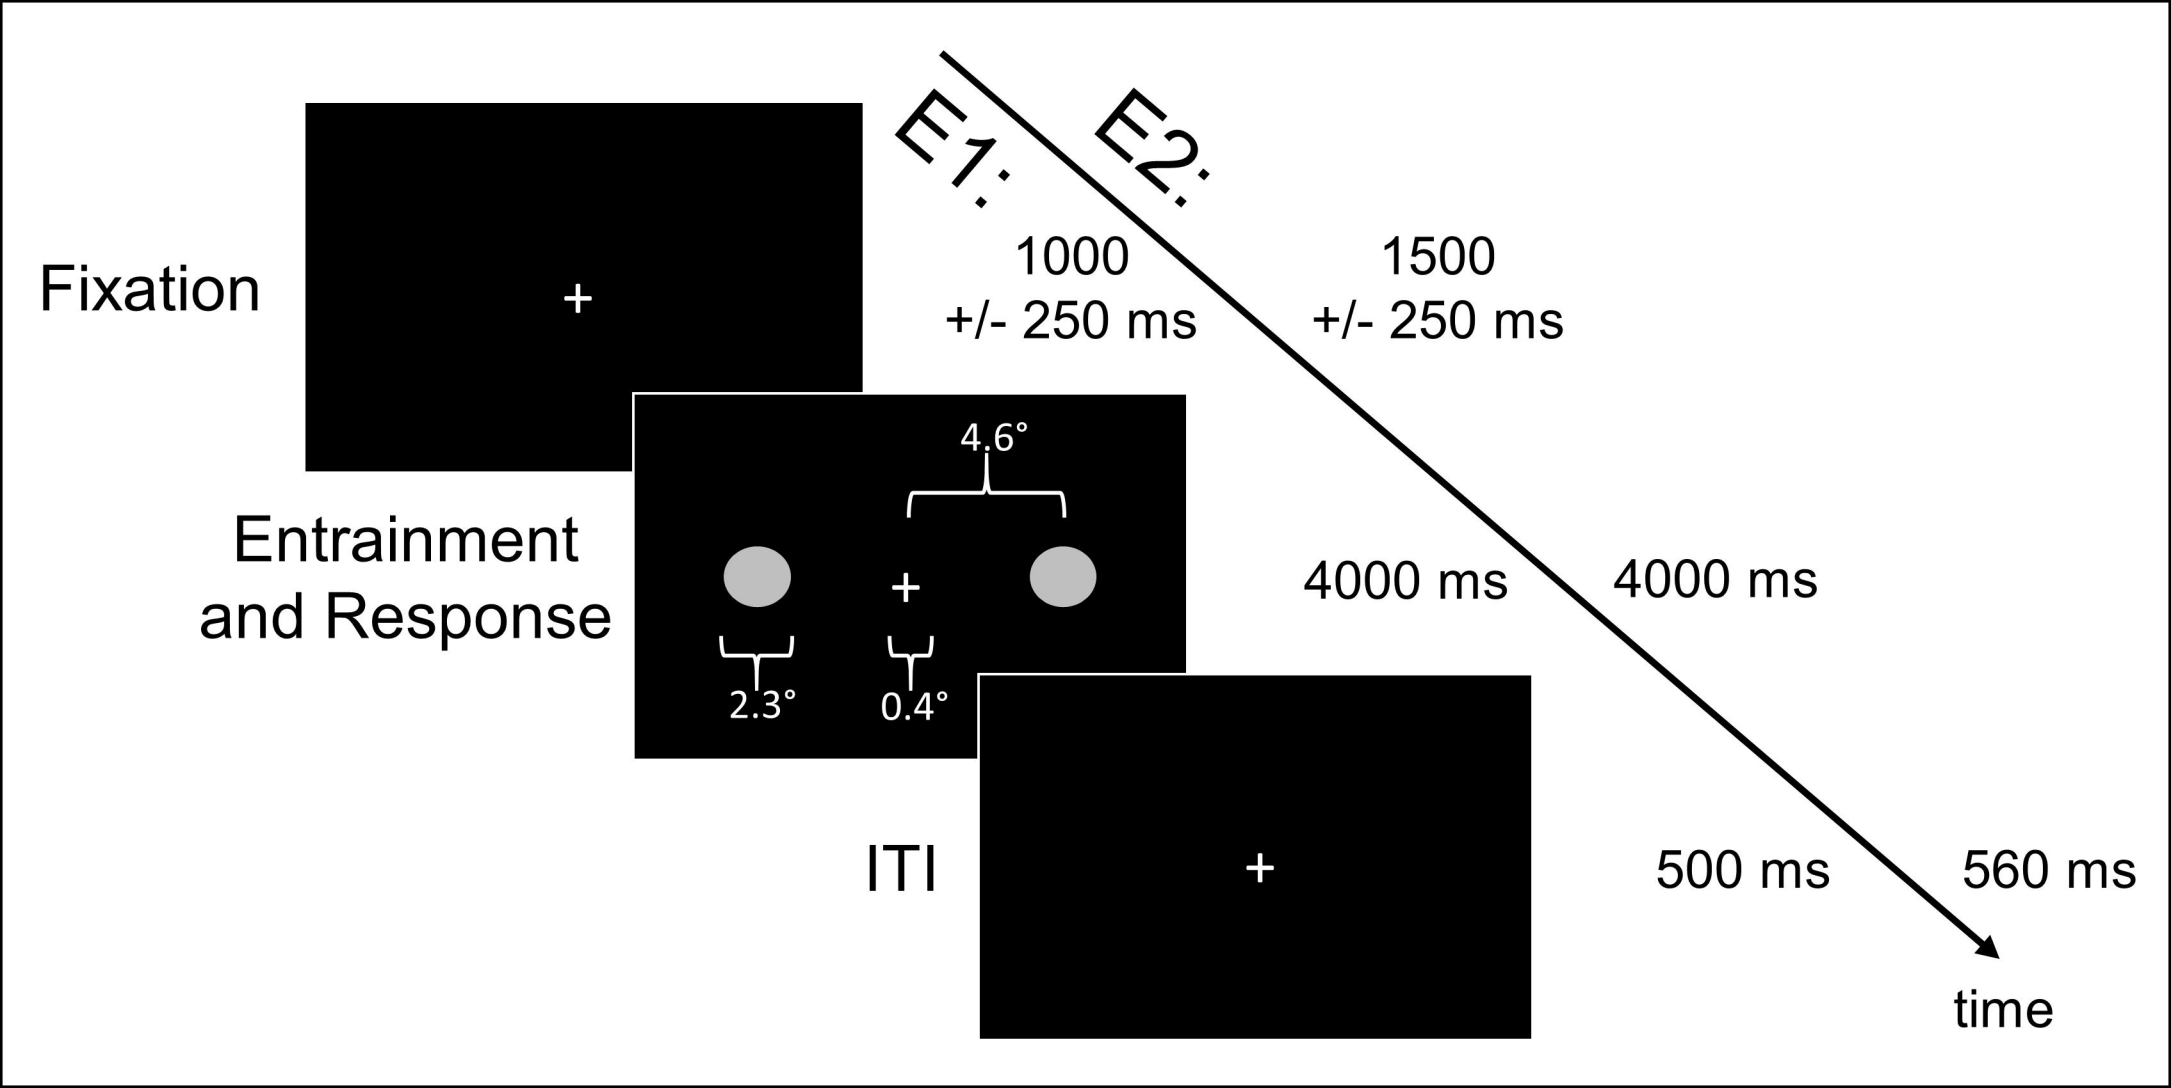 E1:
E2:
Fixation
+
1000
+/- 250 ms
1500
+/- 250 ms
4.6°
Entrainment
and Response
+
2.3°
0.4°
4000 ms
4000 ms
ITI
+
500 ms
560 ms
time